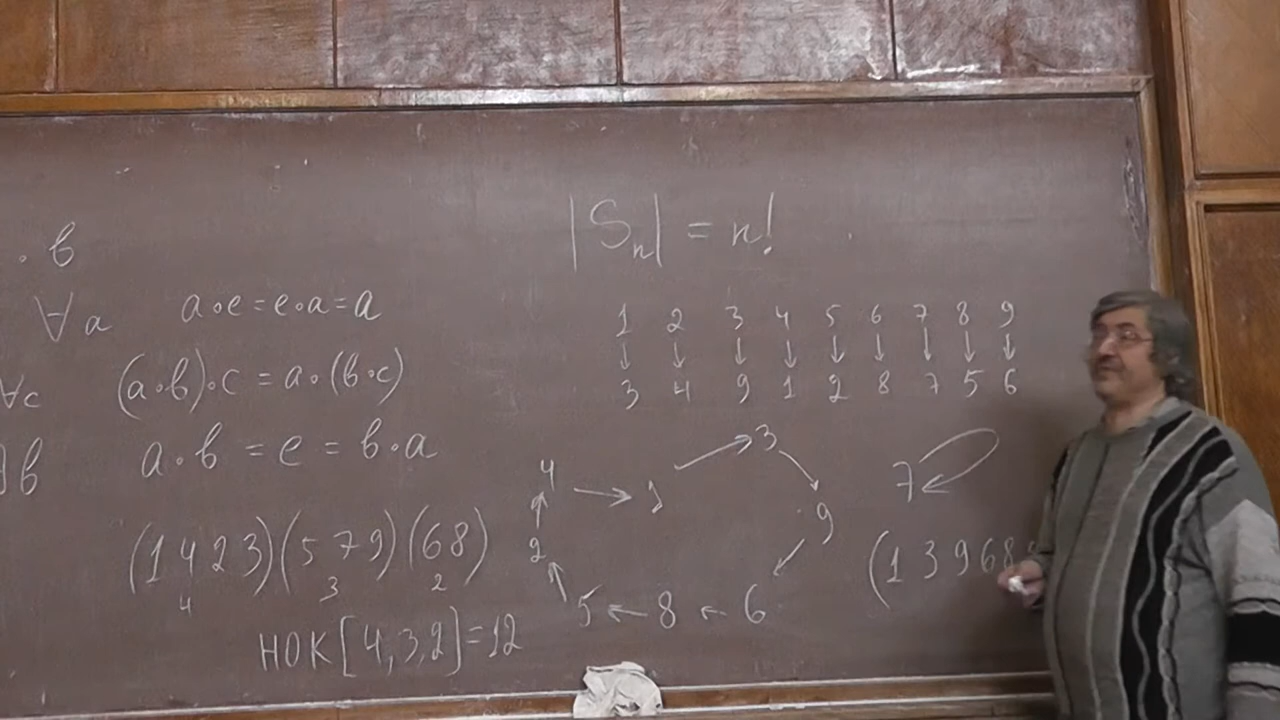 · в
∀a a∘e = e∘a = a
∀c (a∘в)∘c = a∘(в∘c)
∃в a∘в = e = в∘a
(1 4 2 3)(5 7 9)(6 8)
4 3 2
НОК[4,3,2]=12
|Sₙ| = n!
1 2 3 4 5 6 7 8 9
↓ ↓ ↓ ↓ ↓ ↓ ↓ ↓ ↓
3 4 9 1 2 8 7 5 6
4 → 1 → 3
2 9
5 ← 8 ← 6
7
(1 3 9 6 8